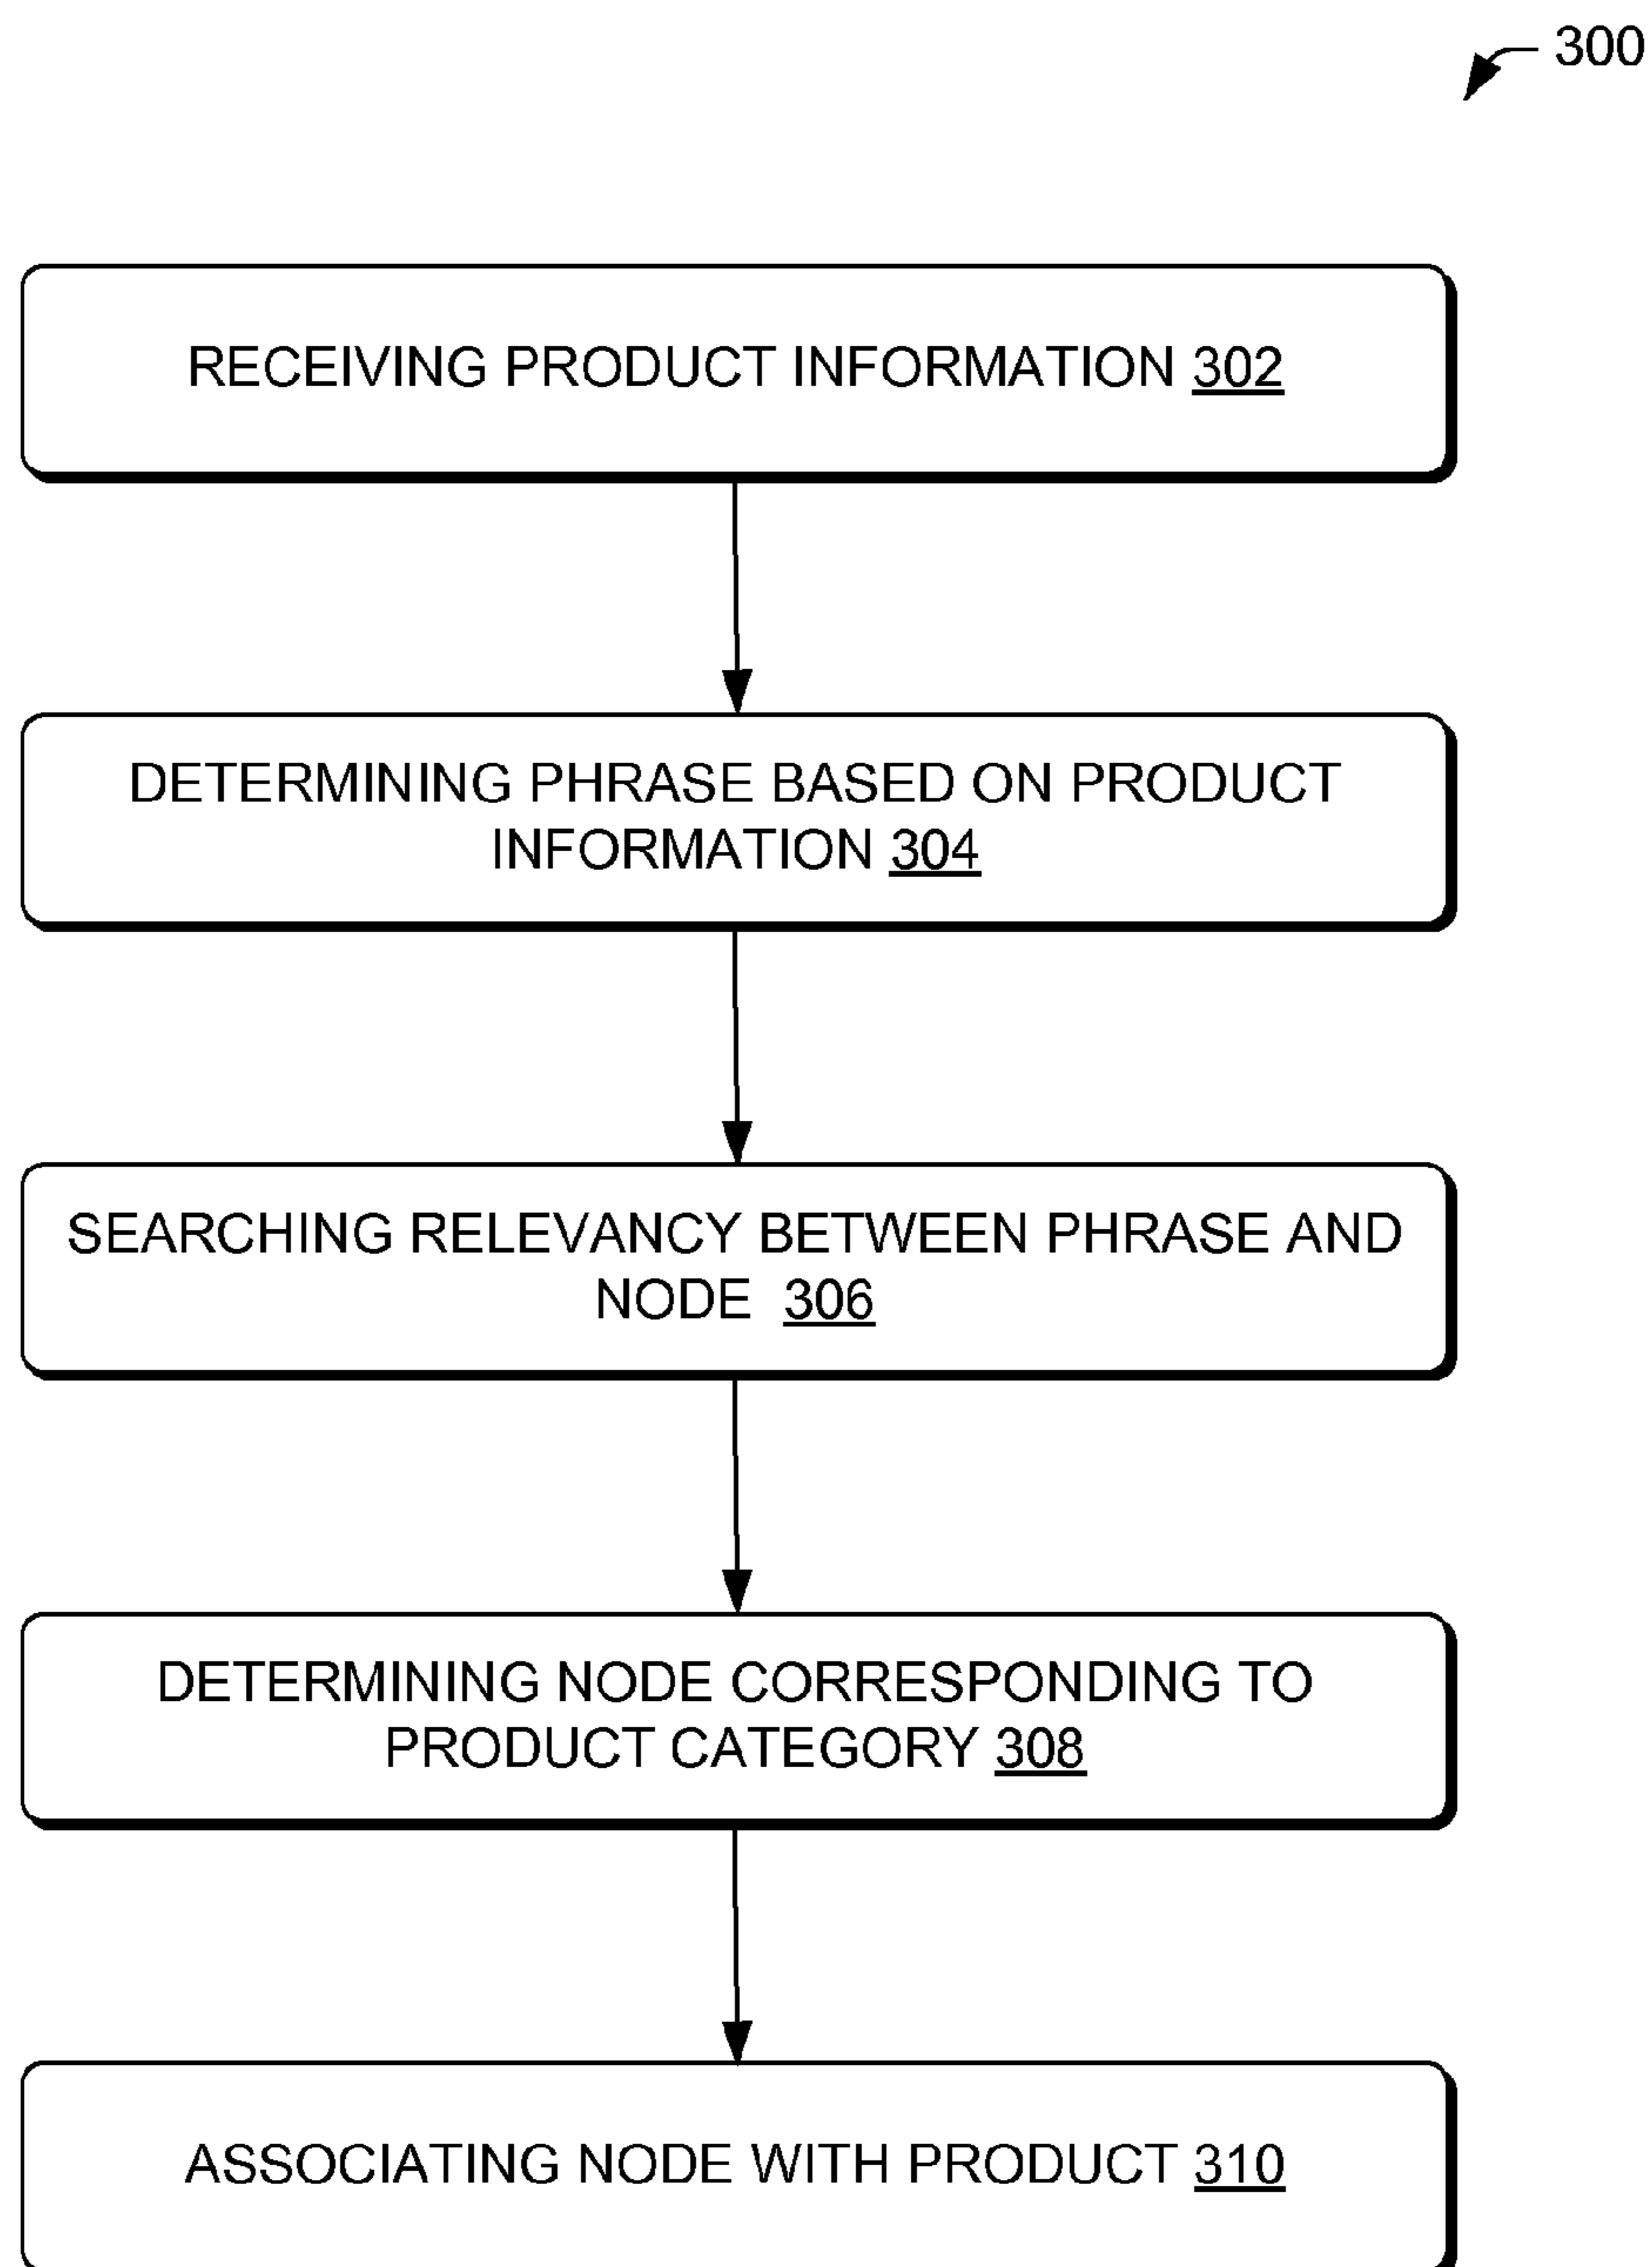 300
RECEIVING PRODUCT INFORMATION 302
DETERMINING PHRASE BASED ON PRODUCT
INFORMATION 304
SEARCHING RELEVANCY BETWEEN PHRASE AND
NODE 306
DETERMINING NODE CORRESPONDING TO
PRODUCT CATEGORY 308
ASSOCIATING NODE WITH PRODUCT 310